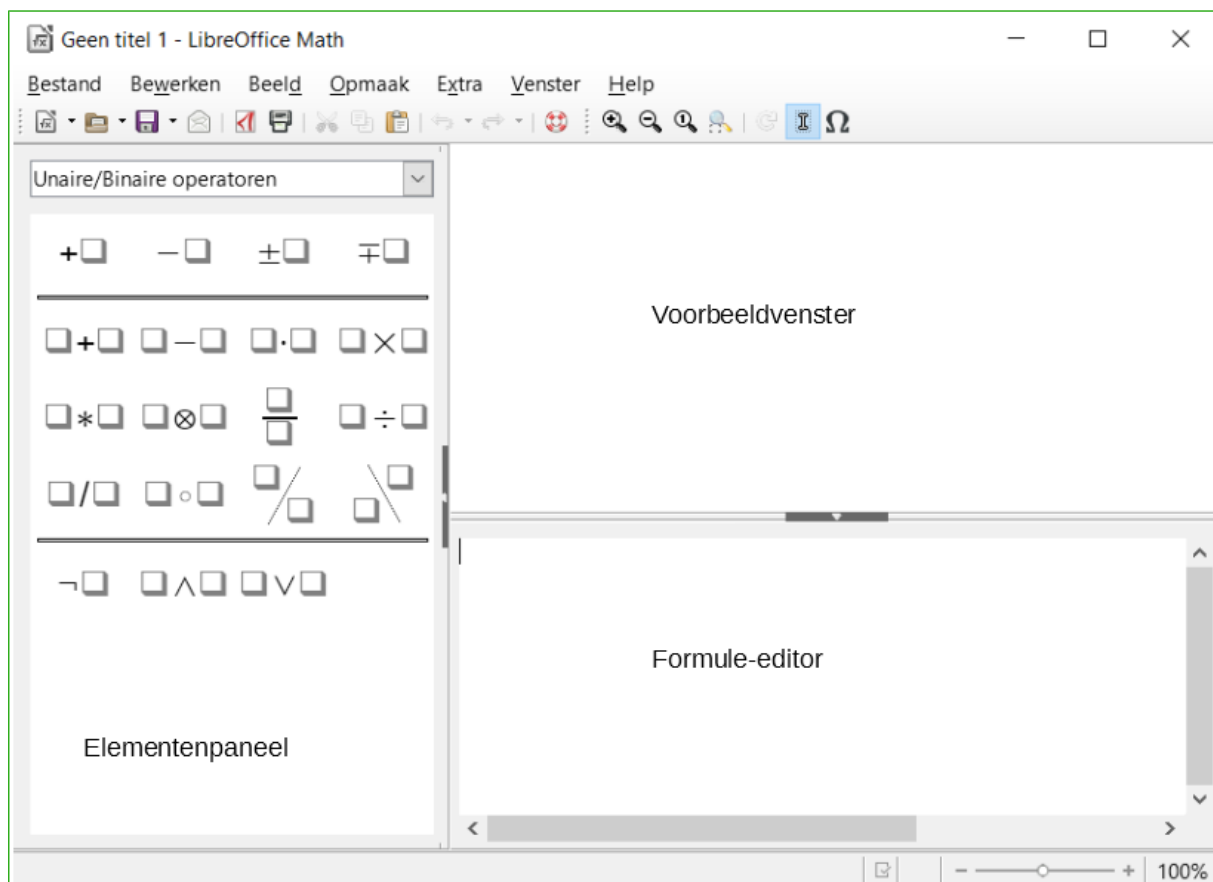 Geen titel 1 - LibreOffice Math
Bestand Bewerken Beeld Opmaak Extra Venster Help
Unaire/Binaire operatoren
+□ −□ ±□ ∓□
□+□ □−□ □·□ □×□
□∗□ □⊗□ □/□ □÷□
□/□ □∘□ □/□ □\□
¬□ □∧□ □∨□
Voorbeeldvenster
Formule-editor
Elementenpaneel
100%